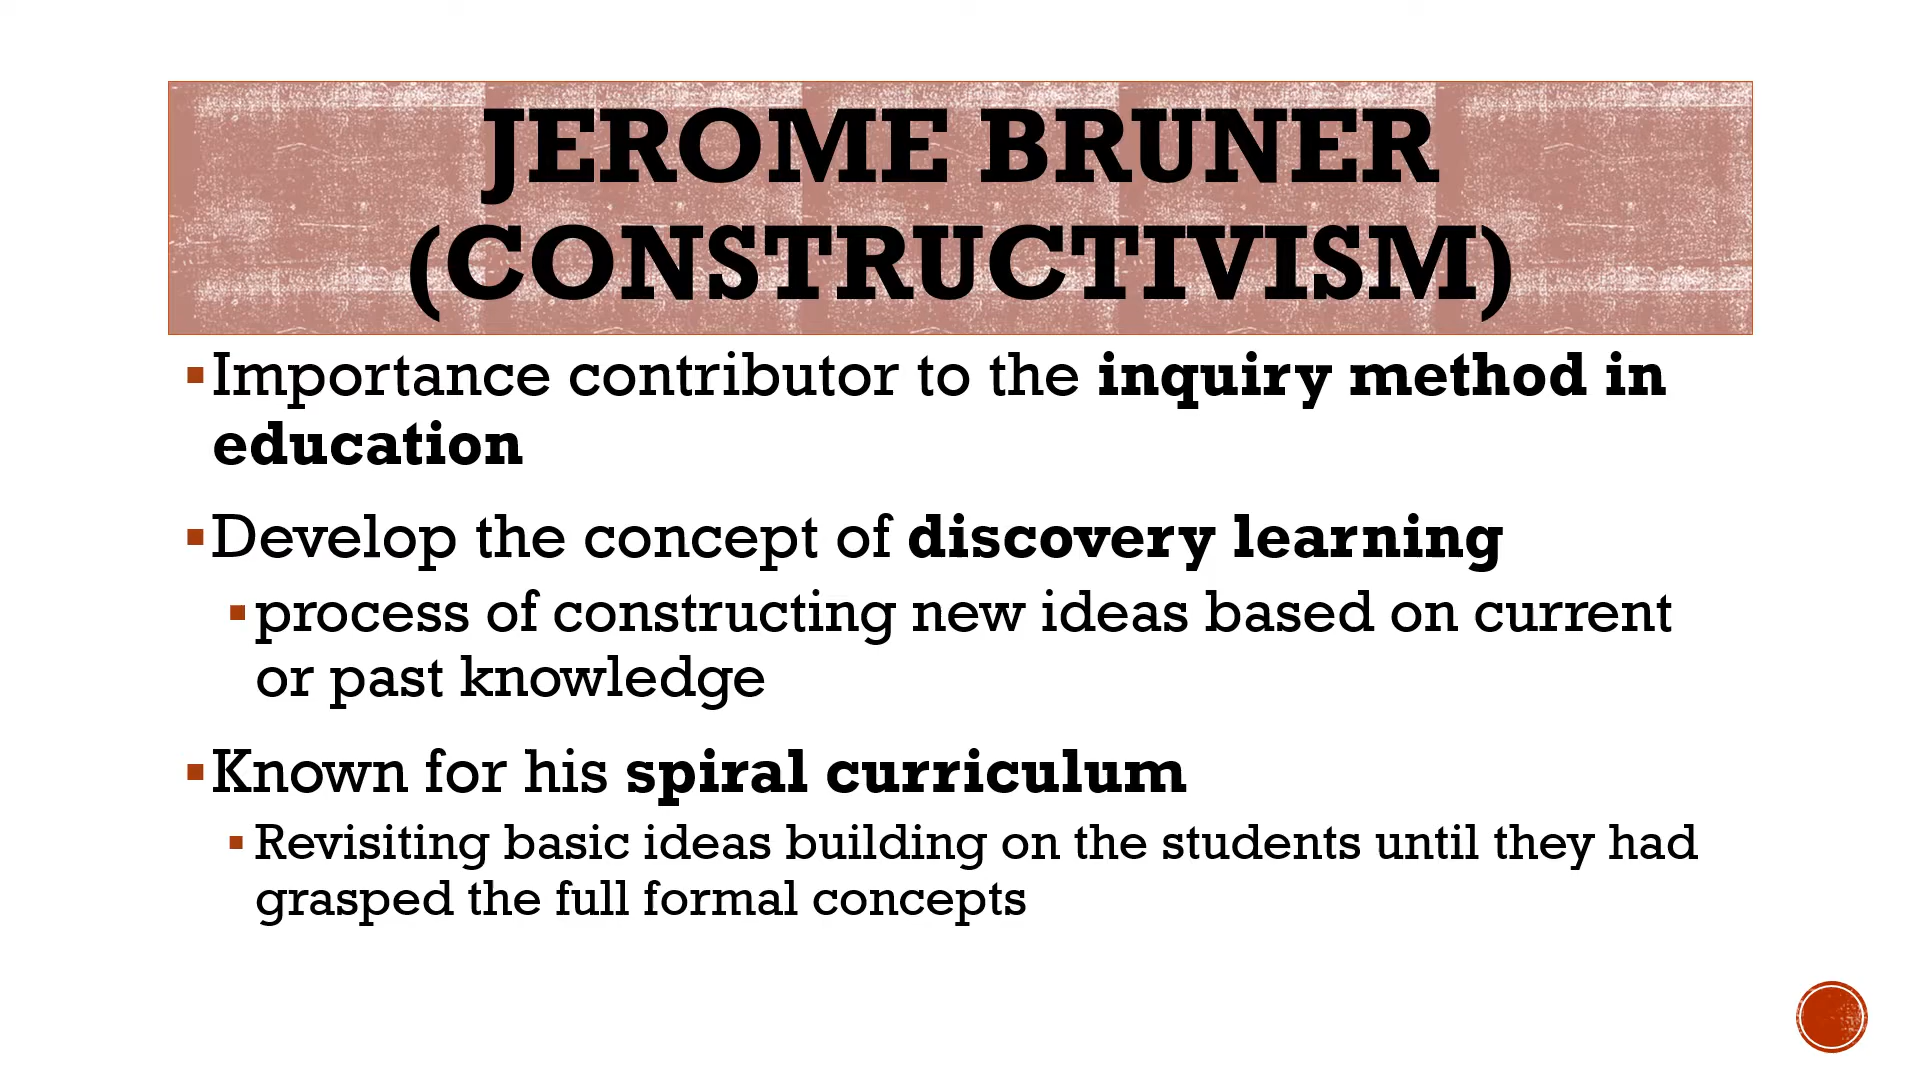 JEROME BRUNER
(CONSTRUCTIVISM)
▪Importance contributor to the inquiry method in
education
▪Develop the concept of discovery learning
▪process of constructing new ideas based on current
or past knowledge
▪Known for his spiral curriculum
▪Revisiting basic ideas building on the students until they had
grasped the full formal concepts